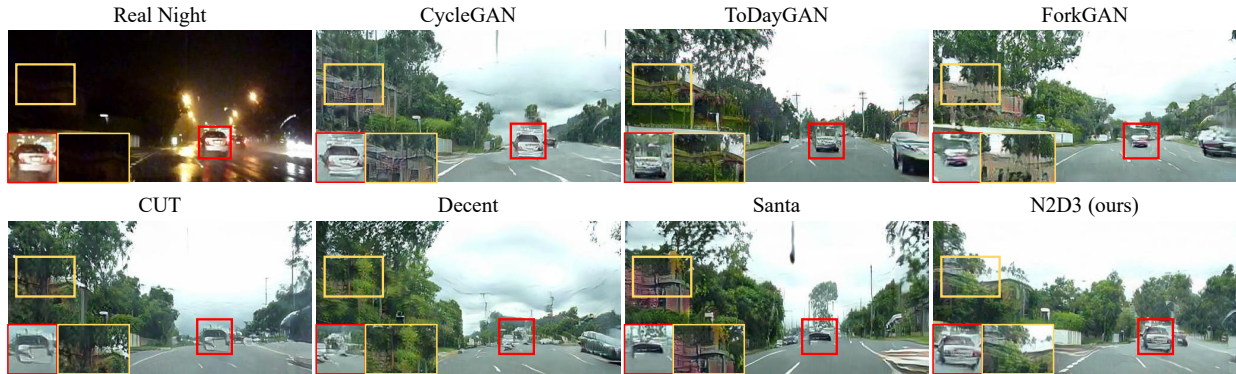 Real Night
CycleGAN
ToDayGAN
ForkGAN
CUT
Decent
Santa
N2D3 (ours)